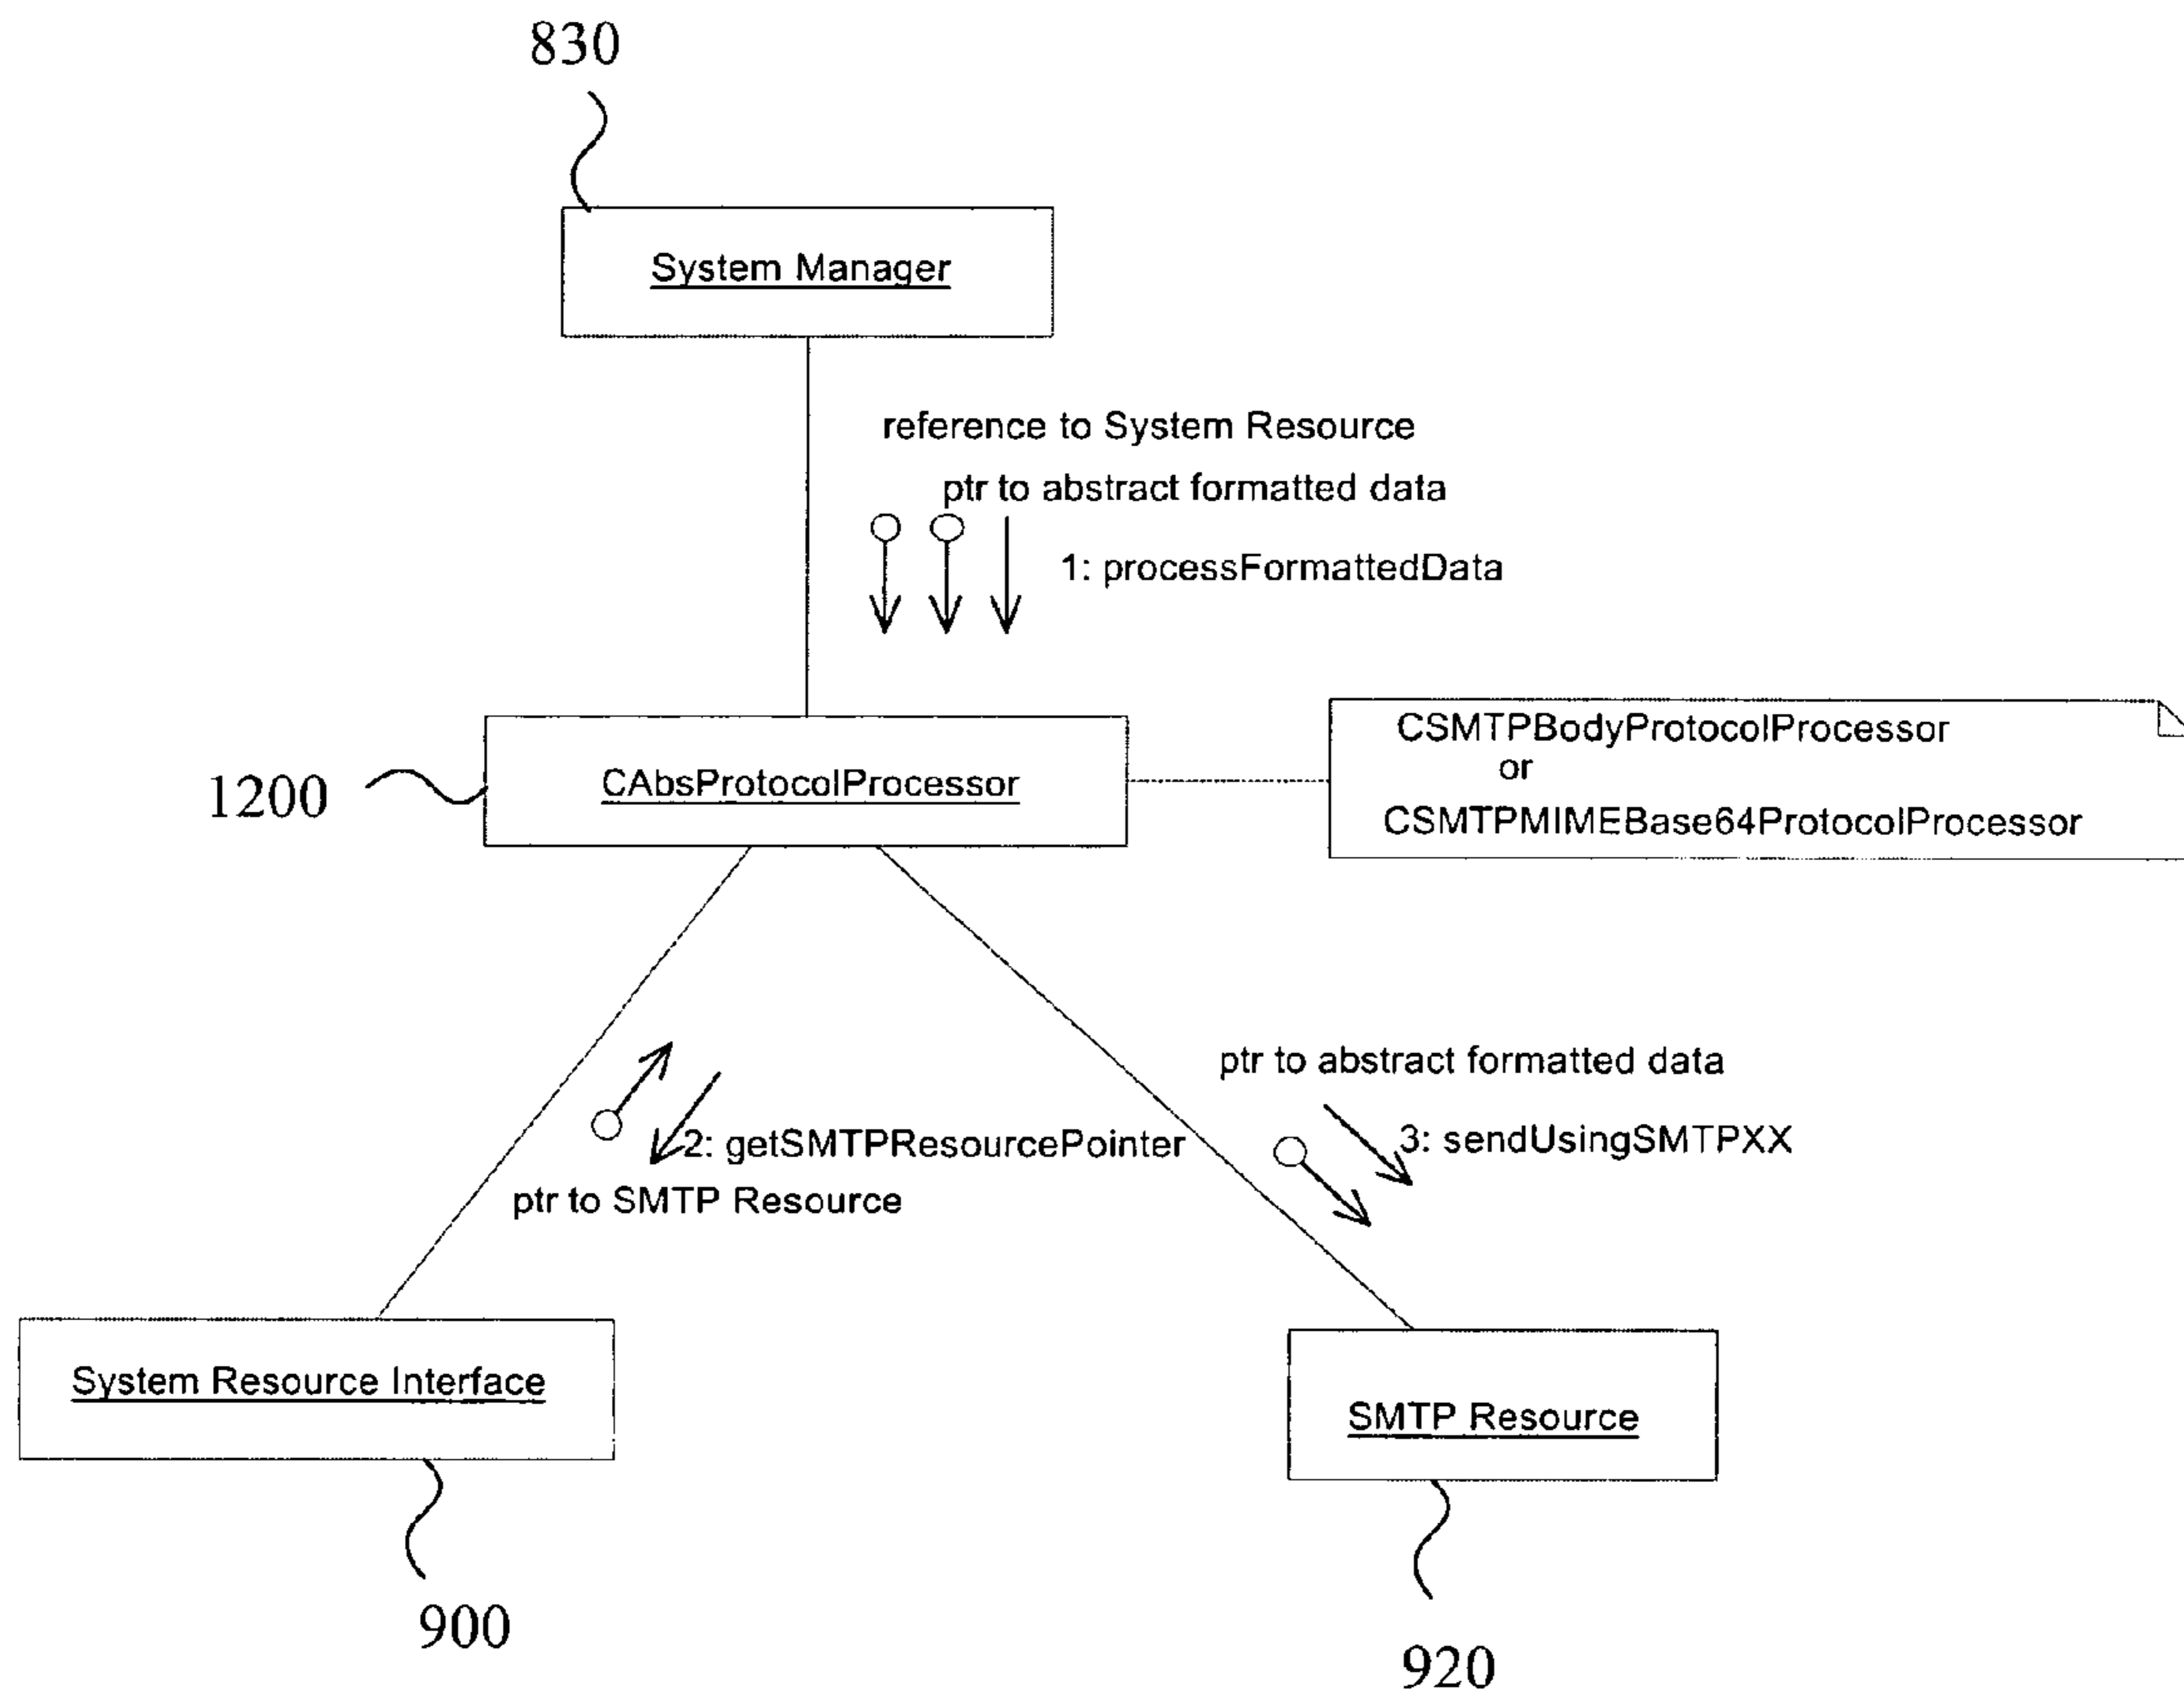 830
System Manager
reference to System Resource
ptr to abstract formatted data
1: processFormattedData
CSMTPBodyProtocolProcessor
or
CSMTPMIMEBase64ProtocolProcessor
CAbsProtocolProcessor
1200
ptr to abstract formatted data
3: sendUsingSMTPXX
2: getSMTPResourcePointer
ptr to SMTP Resource
System Resource Interface
SMTP Resource
900
920